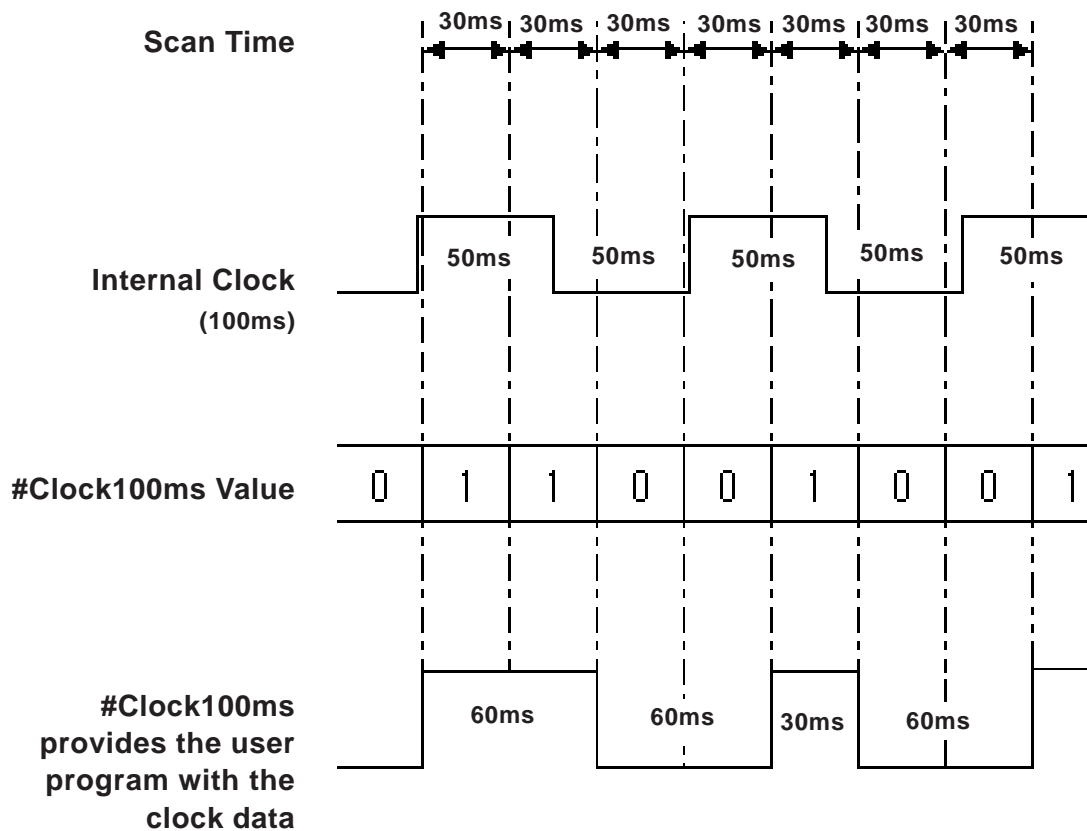 30ms 30ms 30ms 30ms 30ms 30ms 30ms
Scan Time
50ms 50ms 50ms 50ms 50ms
Internal Clock
(100ms)
#Clock100ms Value 0 1 1 0 0 1 0 0 1
#Clock100ms
provides the user
program with the
clock data
60ms 60ms 30ms 60ms